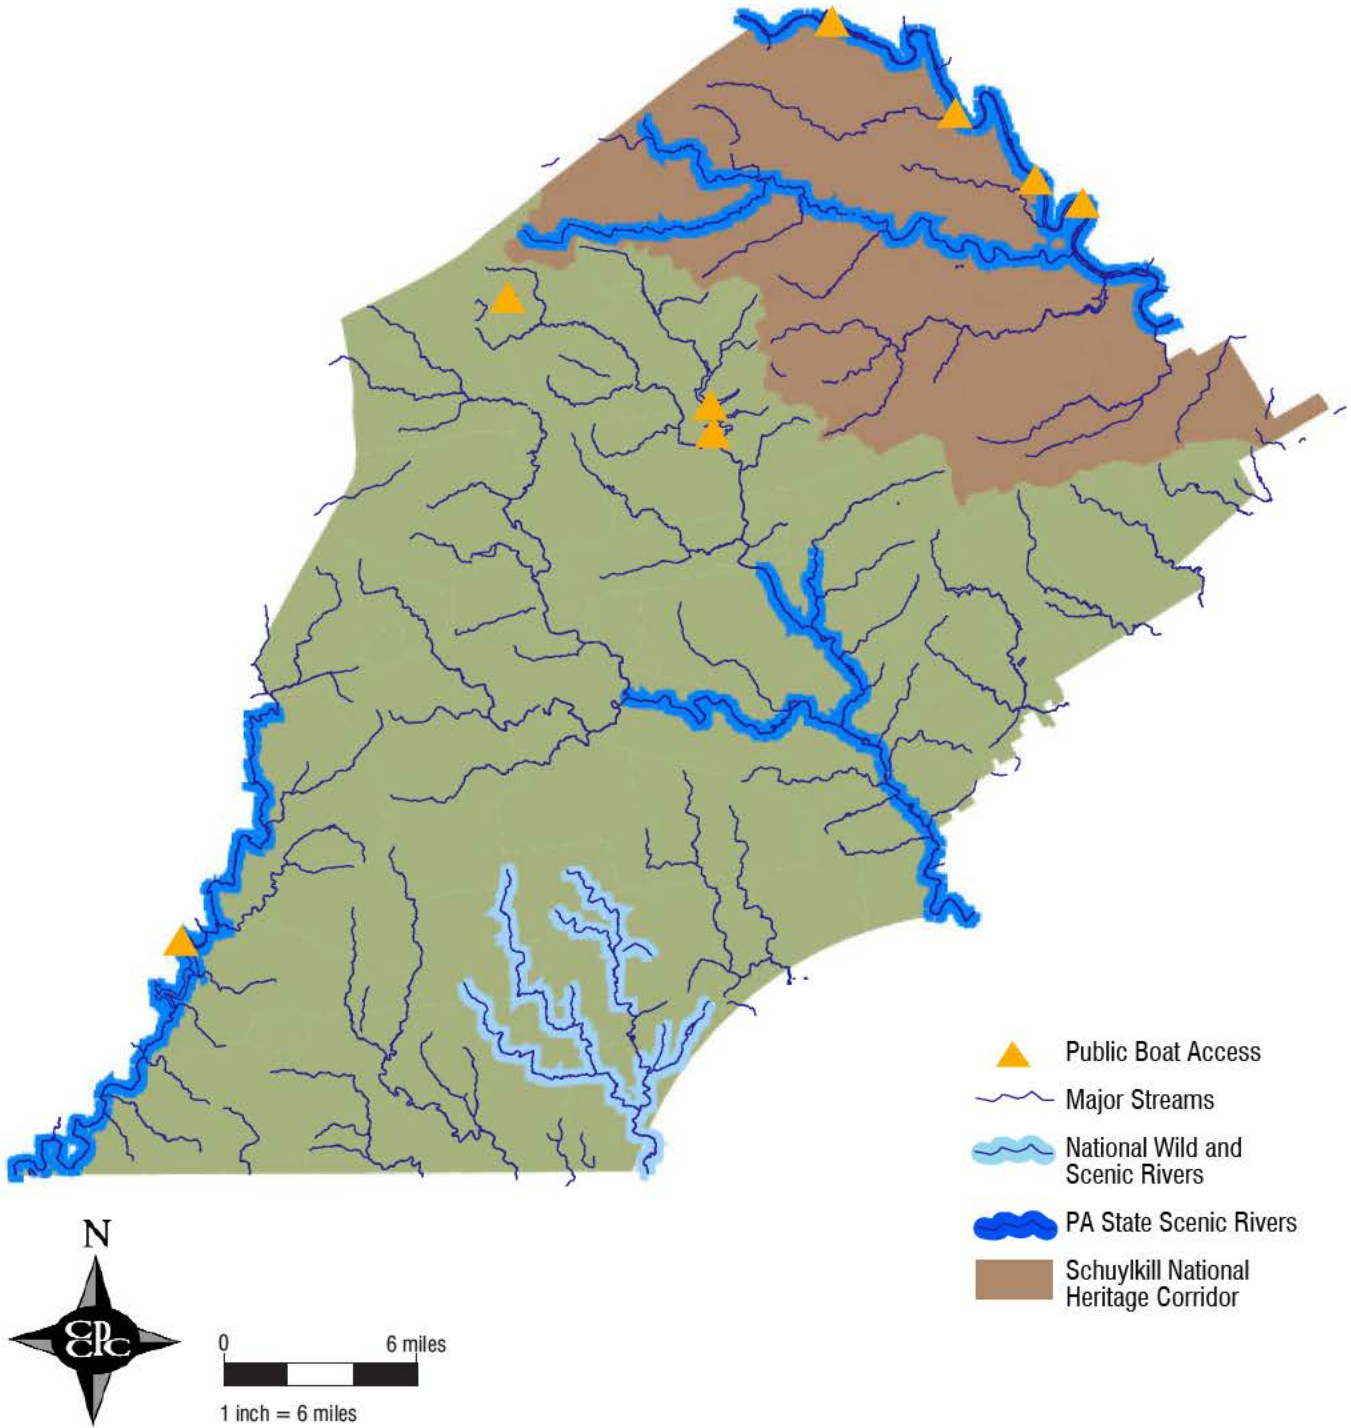 Public Boat Access
Major Streams
National Wild and
Scenic Rivers
PA State Scenic Rivers
Schuylkill National
Heritage Corridor
N
CCPC
0 6 miles
1 inch = 6 miles